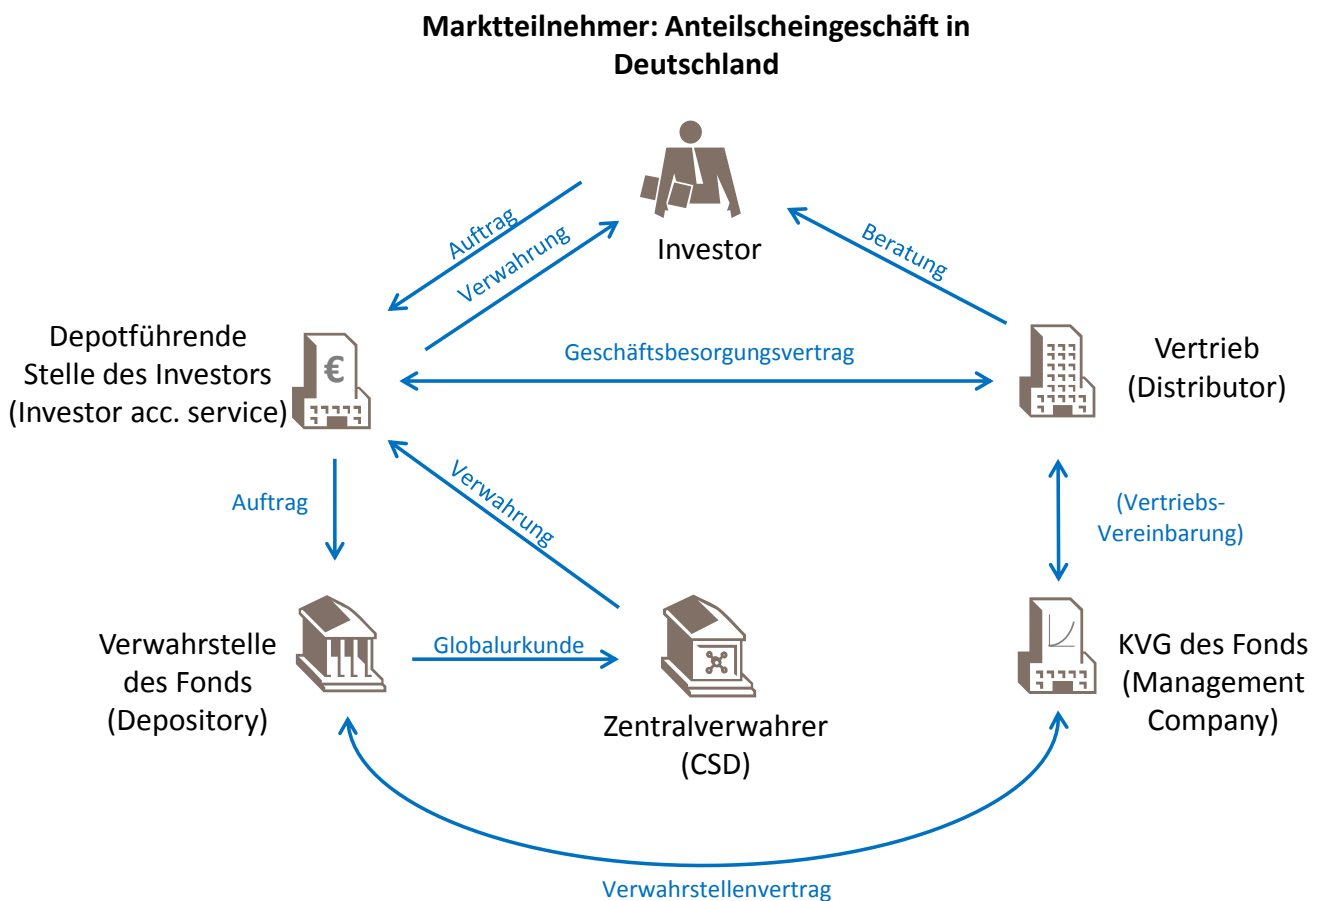 Marktteilnehmer: Anteilscheingeschäft in
Deutschland
Auftrag
Verwahrung
Investor
Beratung
Depotführende
Stelle des Investors
(Investor acc. service)
€
Geschäftsbesorgungsvertrag
Vertrieb
(Distributor)
Auftrag
Verwahrung
(Vertriebs-
Vereinbarung)
Verwahrstelle
des Fonds
(Depository)
Globalurkunde
Zentralverwahrer
(CSD)
KVG des Fonds
(Management
Company)
Verwahrstellenvertrag